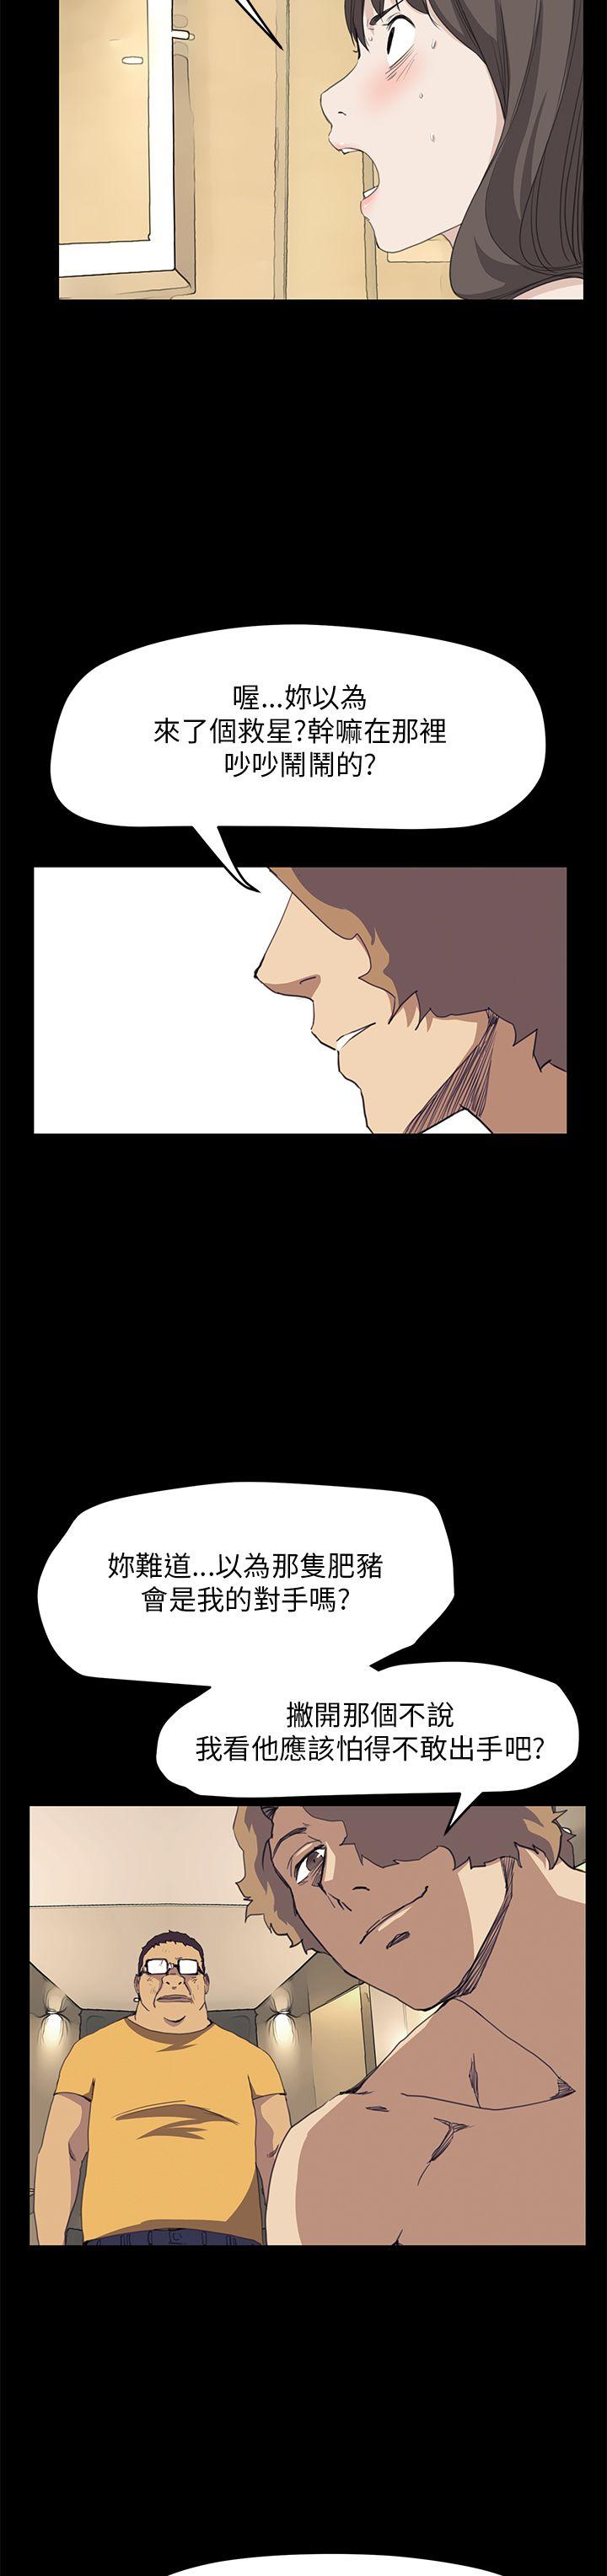 喔...妳以為
來了個救星?幹嘛在那裡
吵吵鬧鬧的?
妳難道...以為那隻肥豬
會是我的對手嗎?
撇開那個不說
我看他應該怕得不敢出手吧?